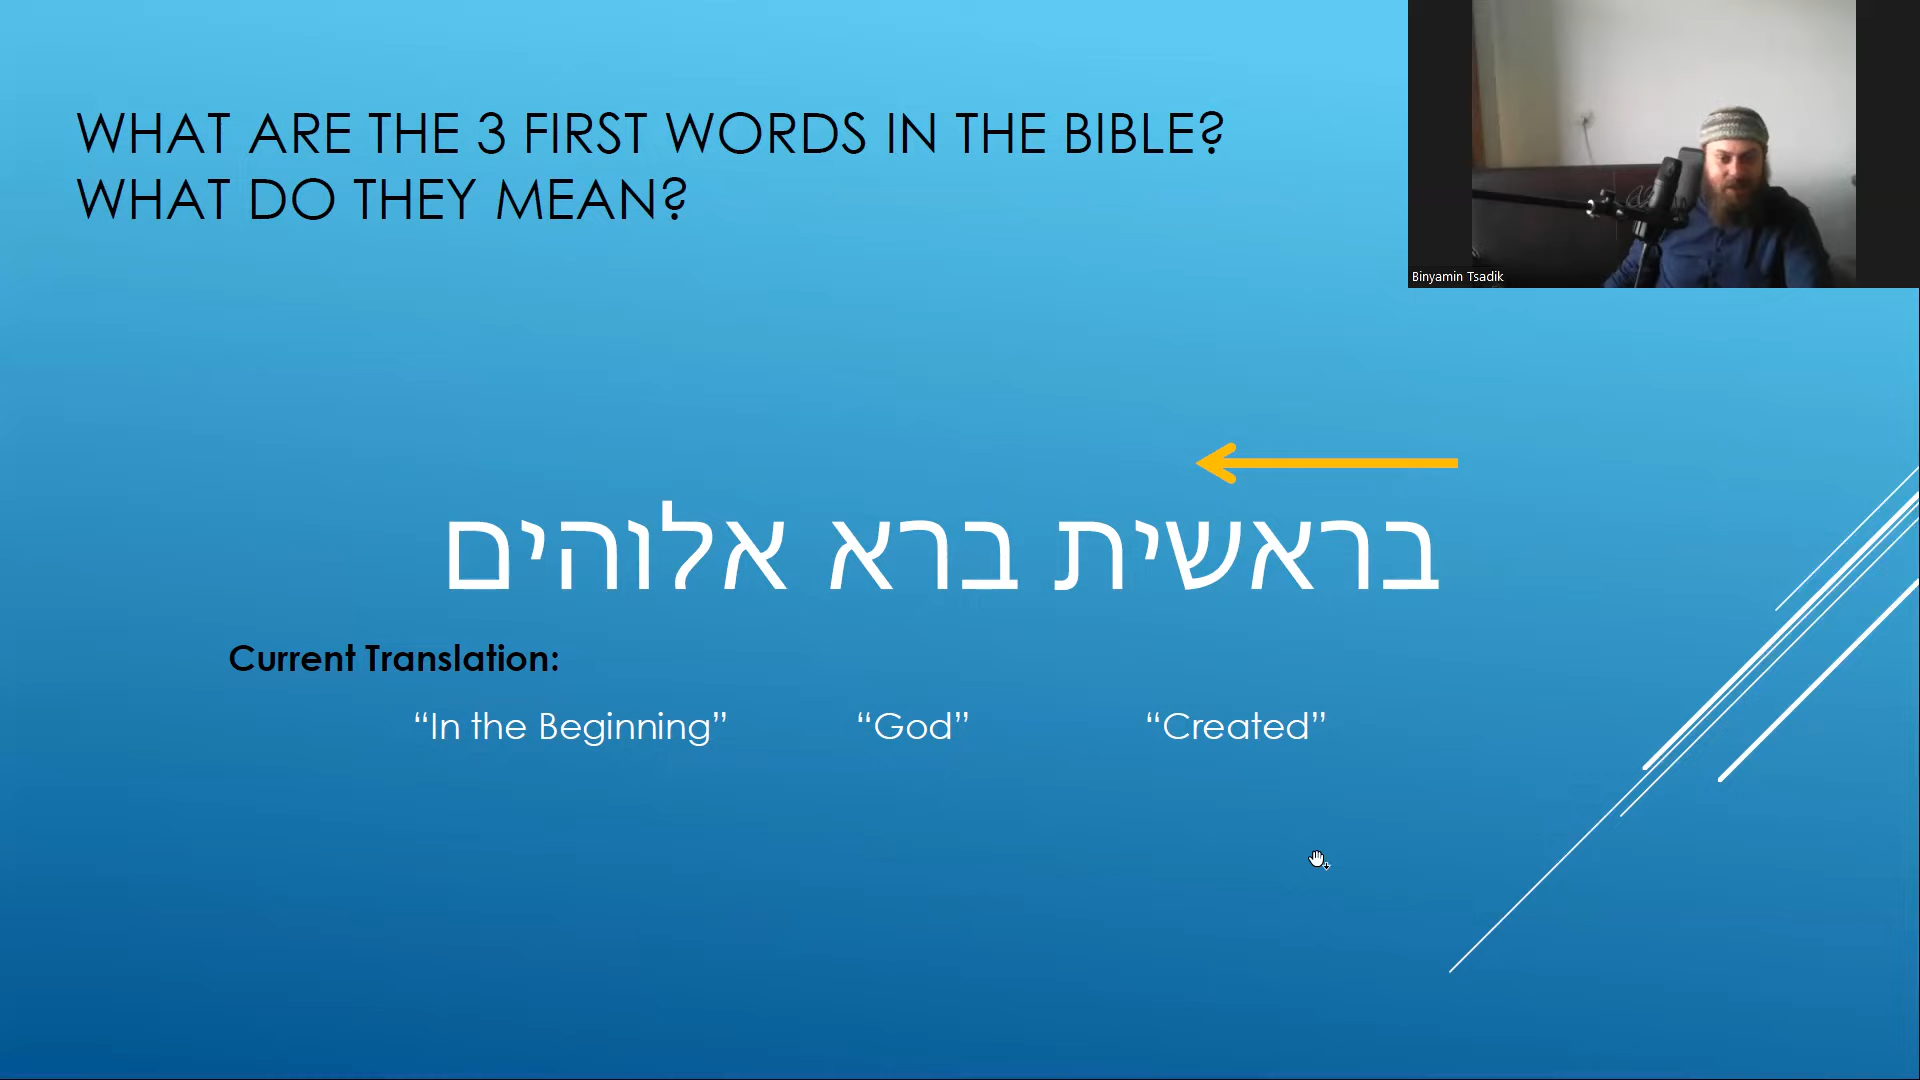 WHAT ARE THE 3 FIRST WORDS IN THE BIBLE?
WHAT DO THEY MEAN?
Binyamin Tsadik
בראשית ברא אלוהים
Current Translation:
“In the Beginning” “God” “Created”